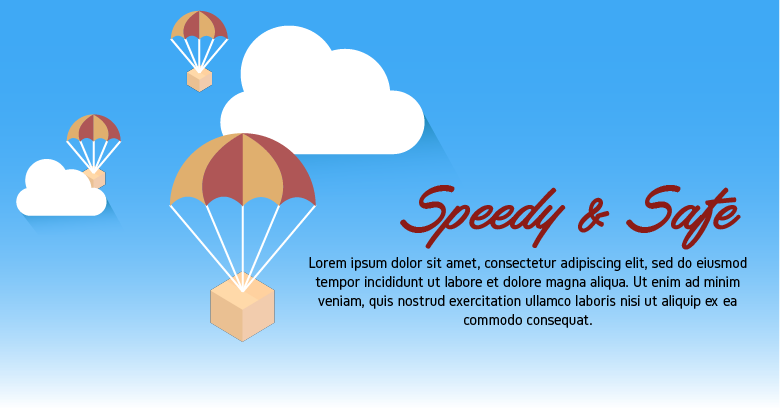 Speedy & Safe
Lorem ipsum dolor sit amet, consectetur adipiscing elit, sed do eiusmod
tempor incididunt ut labore et dolore magna aliqua. Ut enim ad minim
veniam, quis nostrud exercitation ullamco laboris nisi ut aliquip ex ea
commodo consequat.